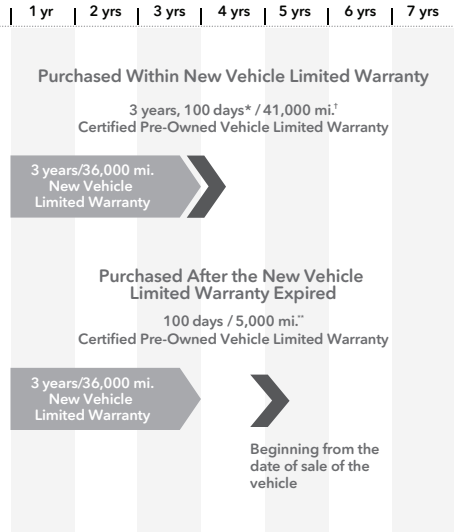 1 yr 2 yrs 3 yrs 4 yrs 5 yrs 6 yrs 7 yrs
Purchased Within New Vehicle Limited Warranty
3 years, 100 days* / 41,000 mi.†
Certified Pre-Owned Vehicle Limited Warranty
3 years/36,000 mi.
New Vehicle
Limited Warranty
Purchased After the New Vehicle
Limited Warranty Expired
100 days / 5,000 mi.**
Certified Pre-Owned Vehicle Limited Warranty
3 years/36,000 mi.
New Vehicle
Limited Warranty
Beginning from the
date of sale of the
vehicle